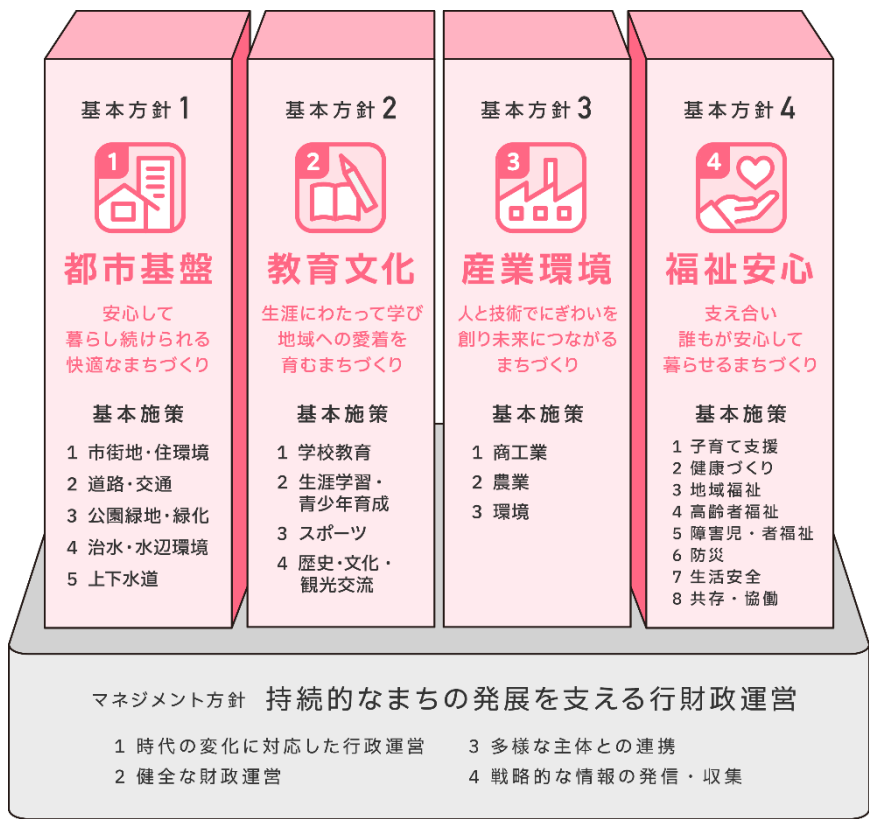 基本方針 1
1
都市基盤
安心して
暮らし続けられる
快適なまちづくり
基本施策
1 市街地・住環境
2 道路・交通
3 公園緑地・緑化
4 治水・水辺環境
5 上下水道
基本方針 2
2
教育文化
生涯にわたって学び
地域への愛着を
育むまちづくり
基本施策
1 学校教育
2 生涯学習・
青少年育成
3 スポーツ
4 歴史・文化・
観光交流
基本方針 3
3
産業環境
人と技術でにぎわいを
創り未来につながる
まちづくり
基本施策
1 商工業
2 農業
3 環境
基本方針 4
4
福祉安心
支え合い
誰もが安心して
暮らせるまちづくり
基本施策
1 子育て支援
2 健康づくり
3 地域福祉
4 高齢者福祉
5 障害児・者福祉
6 防災
7 生活安全
8 共存・協働
マネジメント方針 持続的なまちの発展を支える行財政運営
1 時代の変化に対応した行政運営
2 健全な財政運営
3 多様な主体との連携
4 戦略的な情報の発信・収集